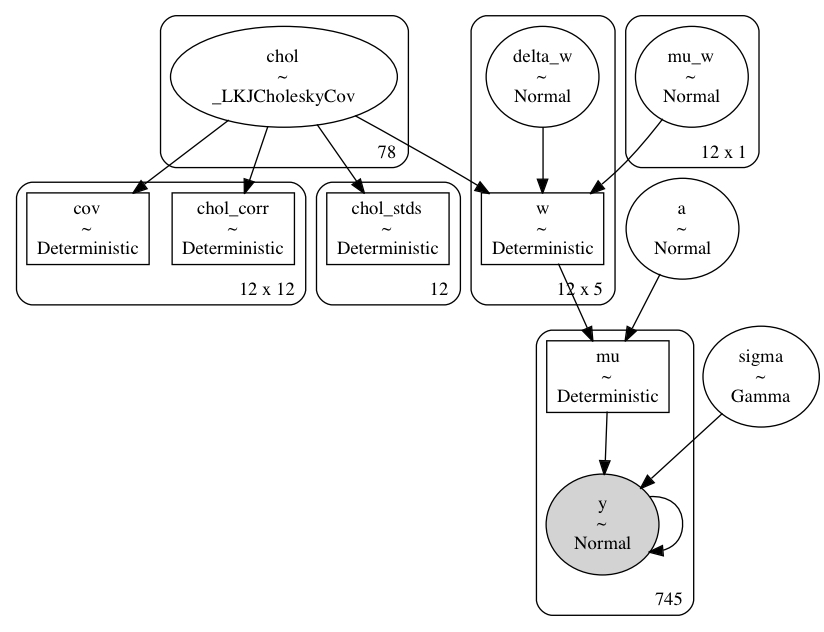 chol
~
_LKJCholeskyCov
78
delta_w
~
Normal
mu_w
~
Normal
12 x 1
cov
~
Deterministic
chol_corr
~
Deterministic
12 x 12
chol_stds
~
Deterministic
12
w
~
Deterministic
12 x 5
a
~
Normal
mu
~
Deterministic
sigma
~
Gamma
y
~
Normal
745